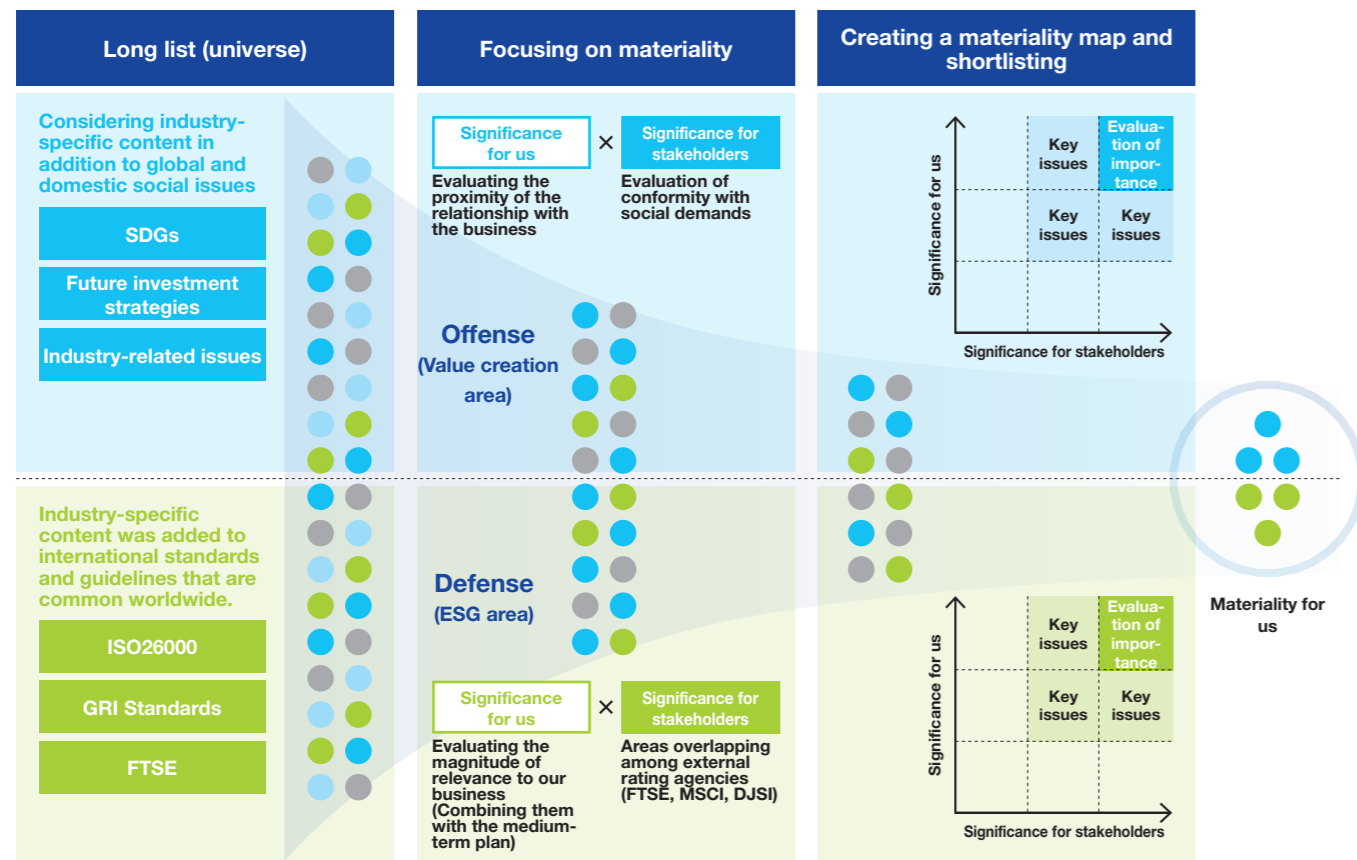 Long list (universe)
Focusing on materiality
Creating a materiality map and
shortlisting
Considering industry-
specific content in
addition to global and
domestic social issues
SDGs
Future investment
strategies
Industry-related issues
Significance
for us
×
Significance for
stakeholders
Evaluating the
proximity of the
relationship with
the business
Evaluation of
conformity with
social demands
Offense
(Value creation
area)
Significance for us
Key
issues
Evalua-
tion of
impor-
tance
Key
issues
Key
issues
Significance for stakeholders
Industry-specific
content was added to
international standards
and guidelines that are
common worldwide.
ISO26000
GRI Standards
FTSE
Defense
(ESG area)
Significance
for us
×
Significance for
stakeholders
Evaluating the
magnitude of
relevance to our
business
(Combining them
with the medium-
term plan)
Areas overlapping
among external
rating agencies
(FTSE, MSCI, DJSI)
Significance for us
Key
issues
Evalua-
tion of
impor-
tance
Key
issues
Key
issues
Significance for stakeholders
Materiality for
us